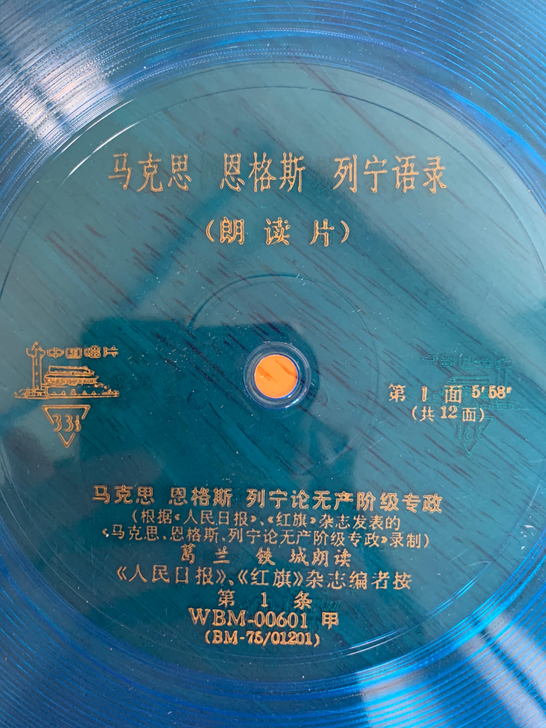 马克思 恩格斯 列宁语录
(朗读片)
中国唱片
33⅓
第 1 面 5′58″
(共12面)
马克思 恩格斯 列宁论无产阶级专政
(根据《人民日报》、《红旗》杂志发表的
《马克思、恩格斯、列宁论无产阶级专政》录制)
葛兰 铁城朗读
《人民日报》、《红旗》杂志编者按
第 1 条
WBM-00601 甲
(BM-75/01201)